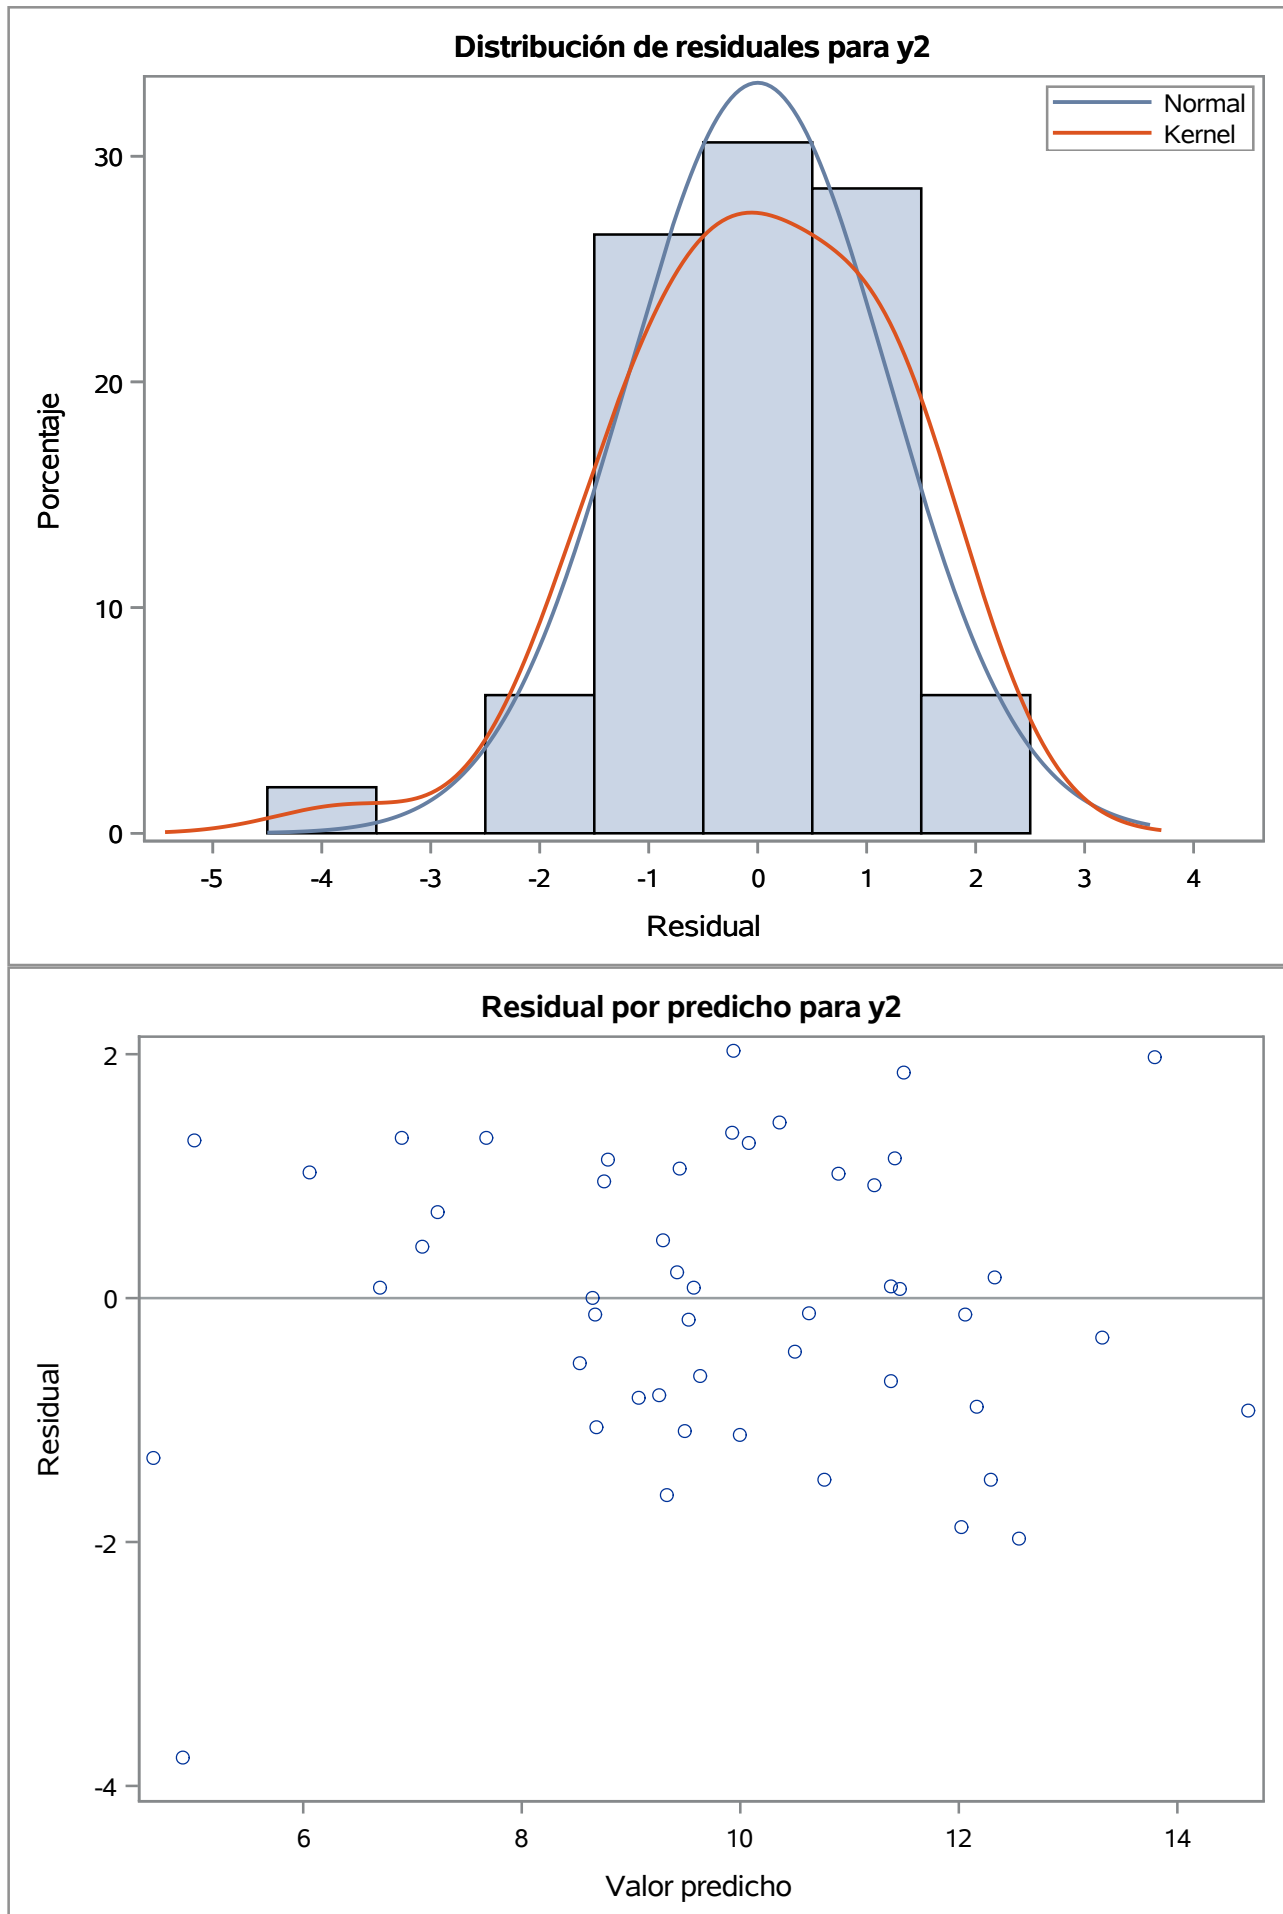 Distribución de residuales para y2
Normal
Kernel
30
20
10
0
Porcentaje
-5 -4 -3 -2 -1 0 1 2 3 4
Residual
Residual por predicho para y2
2
0
-2
-4
Residual
6 8 10 12 14
Valor predicho